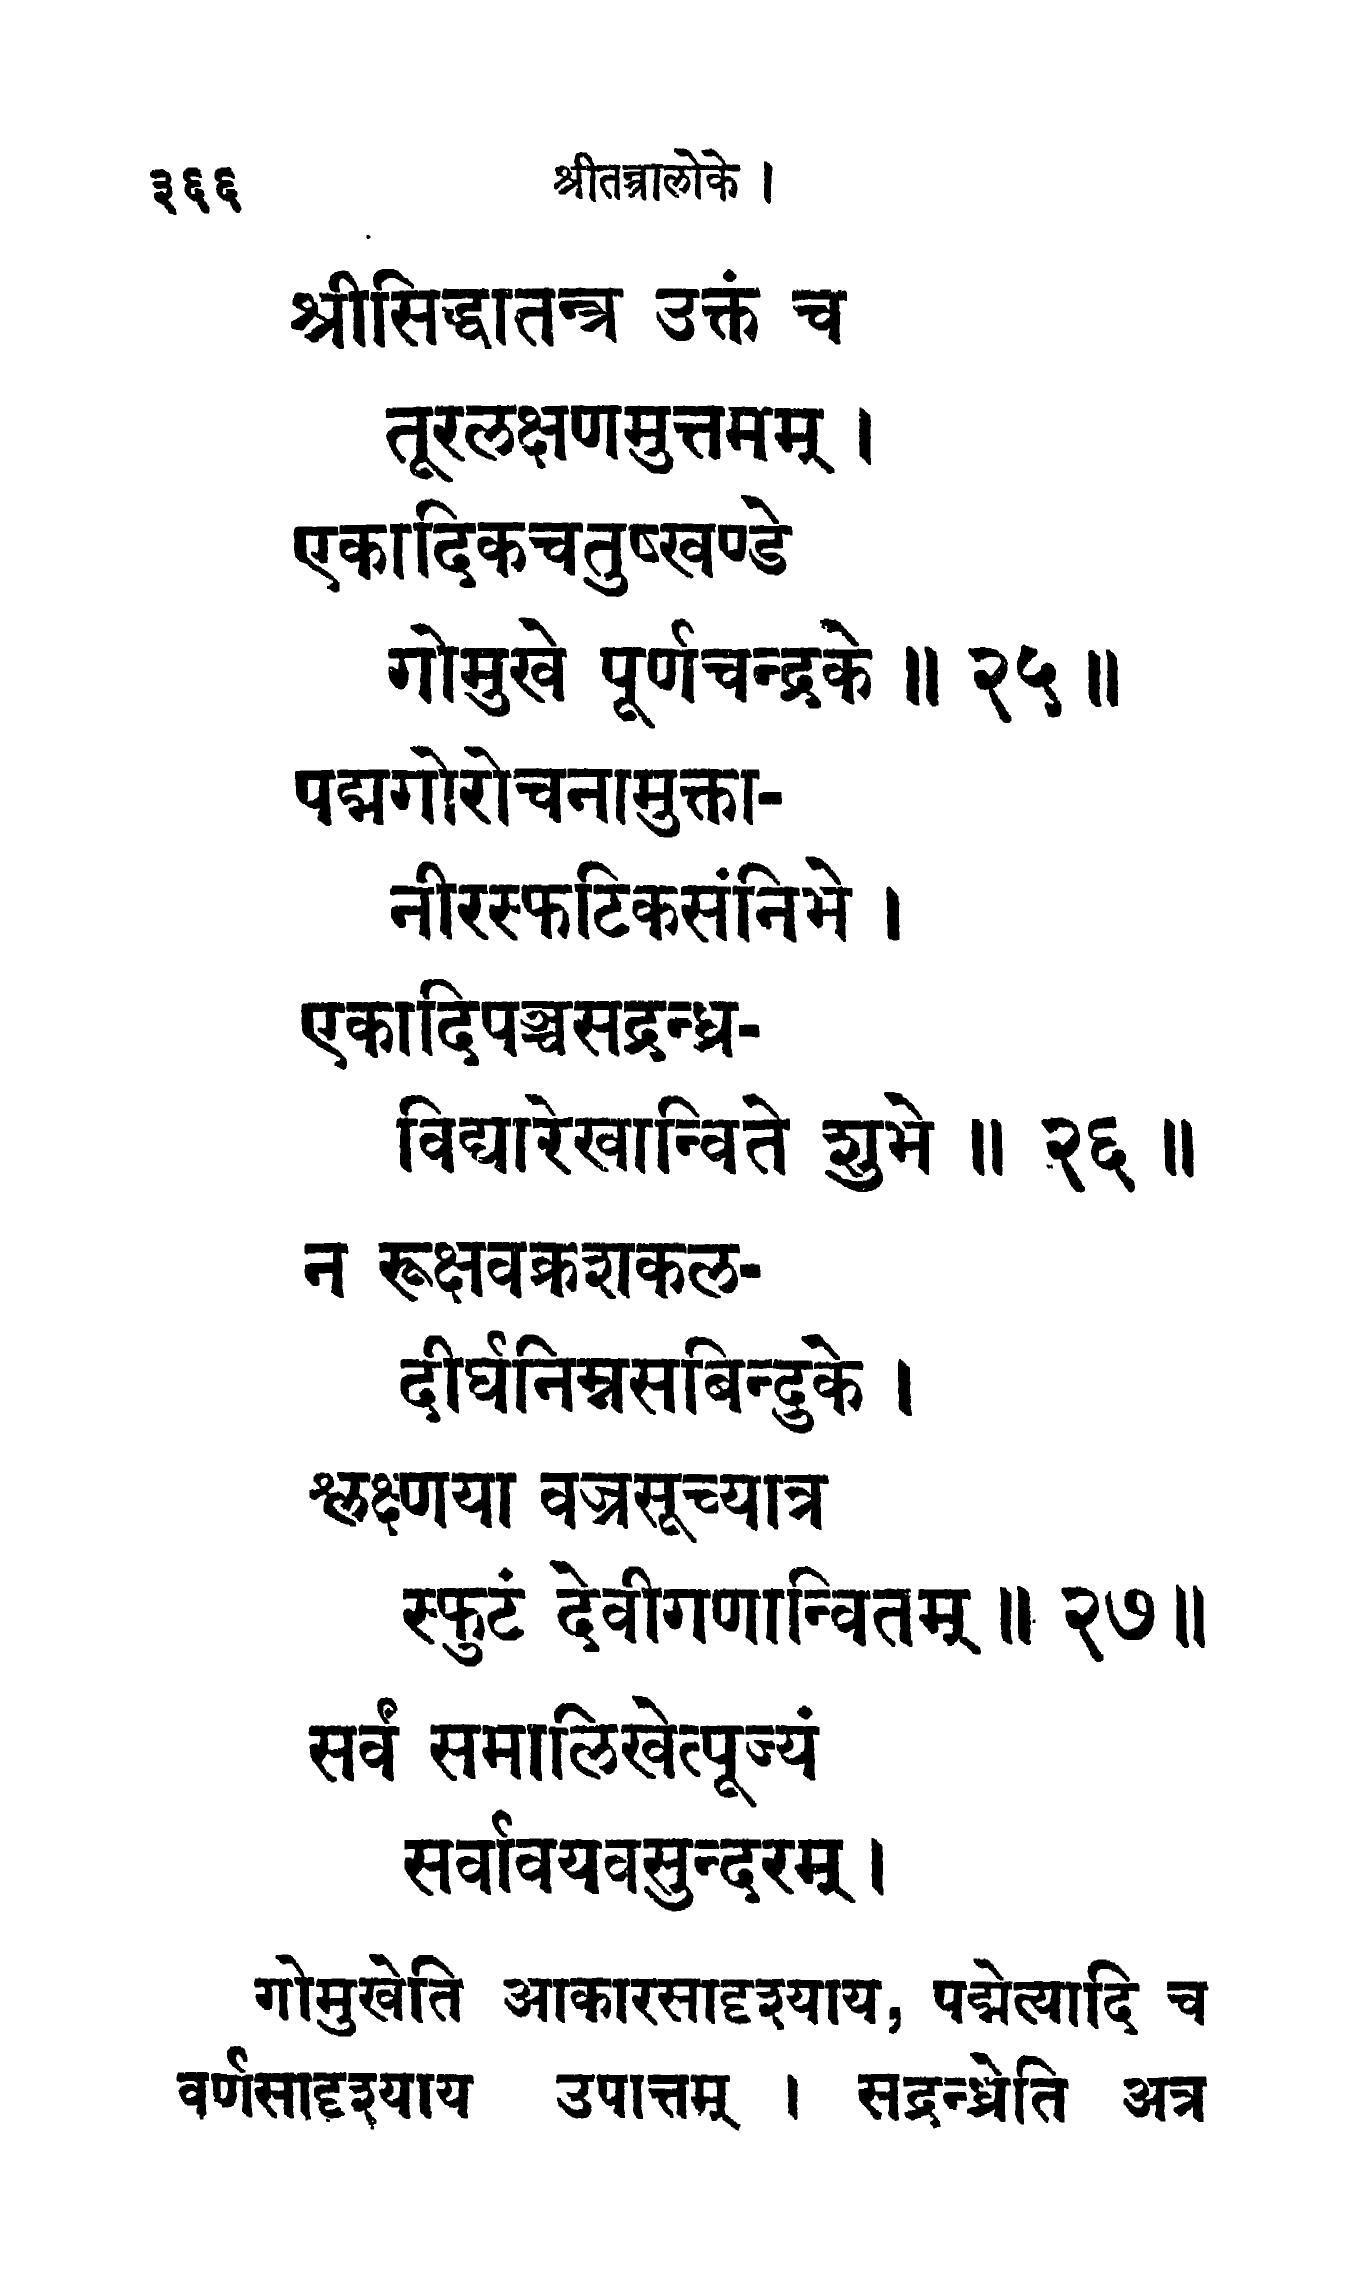 ३६६ श्रीतन्त्रालोके ।
श्रीसिद्धातन्त्र उक्तं च
तूरलक्षणमुत्तमम् ।
एकादिकचतुष्खण्डे
गोमुखे पूर्णचन्द्रके ॥ २५ ॥
पद्मगोरोचनामुक्ता-
नीरस्फटिकसंनिभे ।
एकादिपञ्चसद्रन्ध्र-
विद्यारेखान्विते शुभे ॥ २६ ॥
न रूक्षवक्रशकल-
दीर्घनिम्नसबिन्दुके ।
श्लक्ष्णया वज्रसूच्यात्र
स्फुटं देवीगणान्वितम् ॥ २७ ॥
सर्वं समालिखेत्पूज्यं
सर्वावयवसुन्दरम् ।
गोमुखेति आकारसादृश्याय, पद्मेत्यादि च
वर्णसादृश्याय उपात्तम् । सद्रन्ध्रेति अत्र